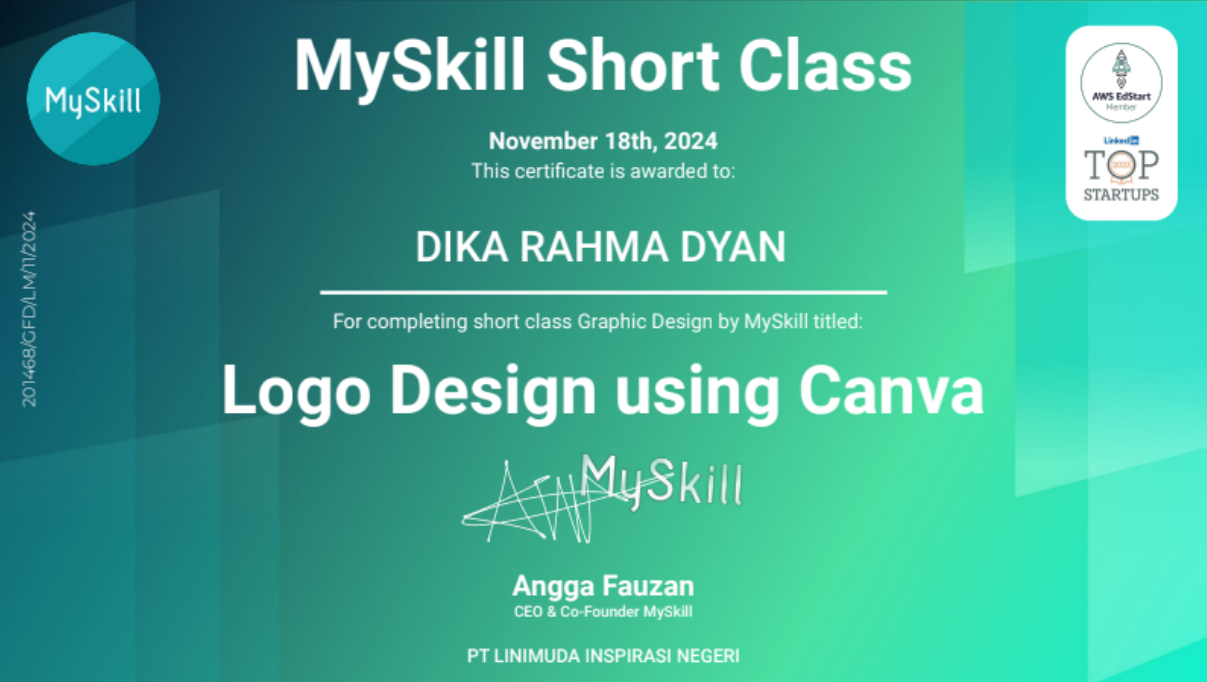 MySkill
MySkill Short Class
AWS EdStart
Member
November 18th, 2024
This certificate is awarded to:
LinkedIn
TOP
STARTUPS
201468/GFD/LM/11/2024
DIKA RAHMA DYAN
For completing short class Graphic Design by MySkill titled:
Logo Design using Canva
MySkill
Angga Fauzan
CEO & Co-Founder MySkill
PT LINIMUDA INSPIRASI NEGERI